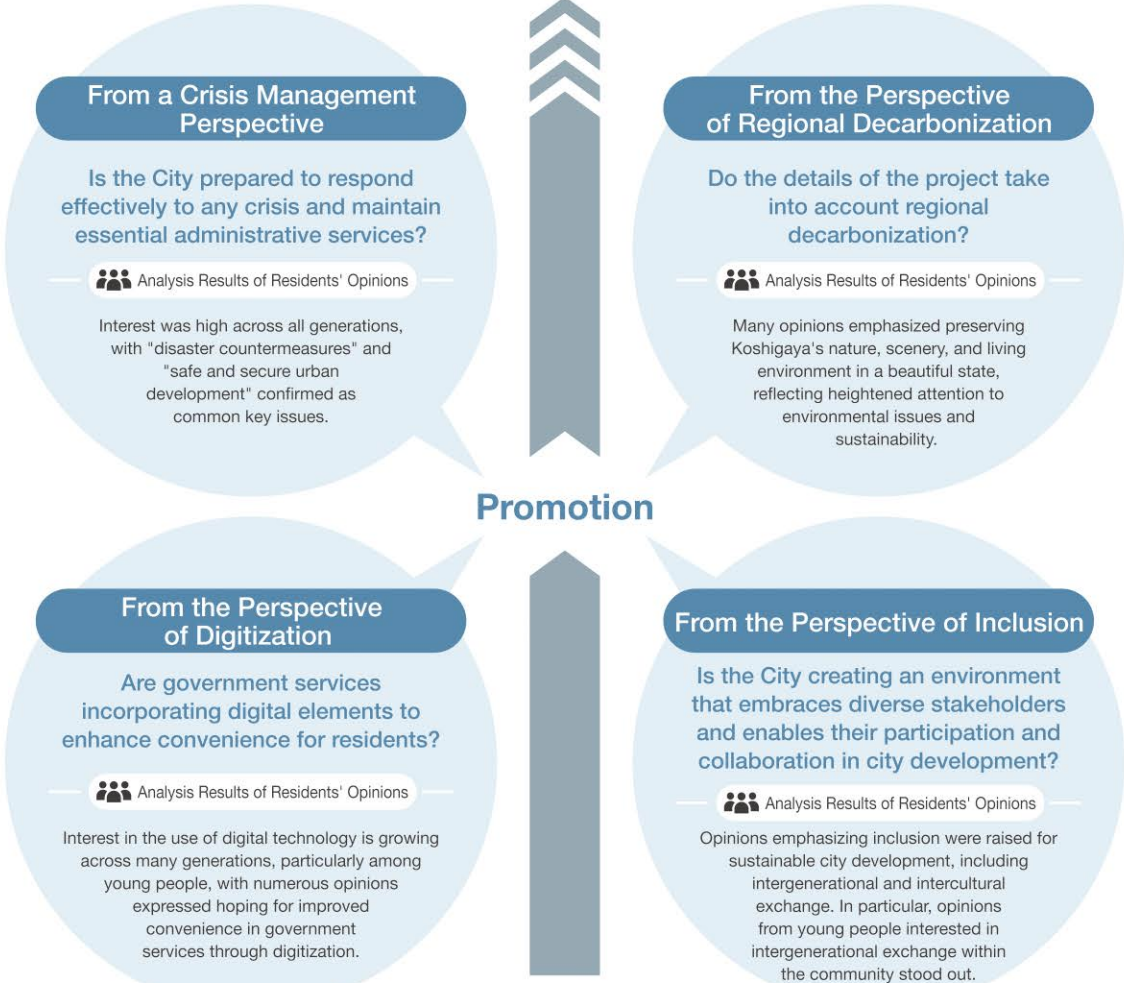 From a Crisis Management
Perspective
Is the City prepared to respond
effectively to any crisis and maintain
essential administrative services?
Analysis Results of Residents' Opinions
Interest was high across all generations,
with "disaster countermeasures" and
"safe and secure urban
development" confirmed as
common key issues.
From the Perspective
of Regional Decarbonization
Do the details of the project take
into account regional
decarbonization?
Analysis Results of Residents' Opinions
Many opinions emphasized preserving
Koshigaya's nature, scenery, and living
environment in a beautiful state,
reflecting heightened attention to
environmental issues and
sustainability.
Promotion
From the Perspective
of Digitization
Are government services
incorporating digital elements to
enhance convenience for residents?
Analysis Results of Residents' Opinions
Interest in the use of digital technology is growing
across many generations, particularly among
young people, with numerous opinions
expressed hoping for improved
convenience in government
services through digitization.
From the Perspective of Inclusion
Is the City creating an environment
that embraces diverse stakeholders
and enables their participation and
collaboration in city development?
Analysis Results of Residents' Opinions
Opinions emphasizing inclusion were raised for
sustainable city development, including
intergenerational and intercultural
exchange. In particular, opinions
from young people interested in
intergenerational exchange within
the community stood out.